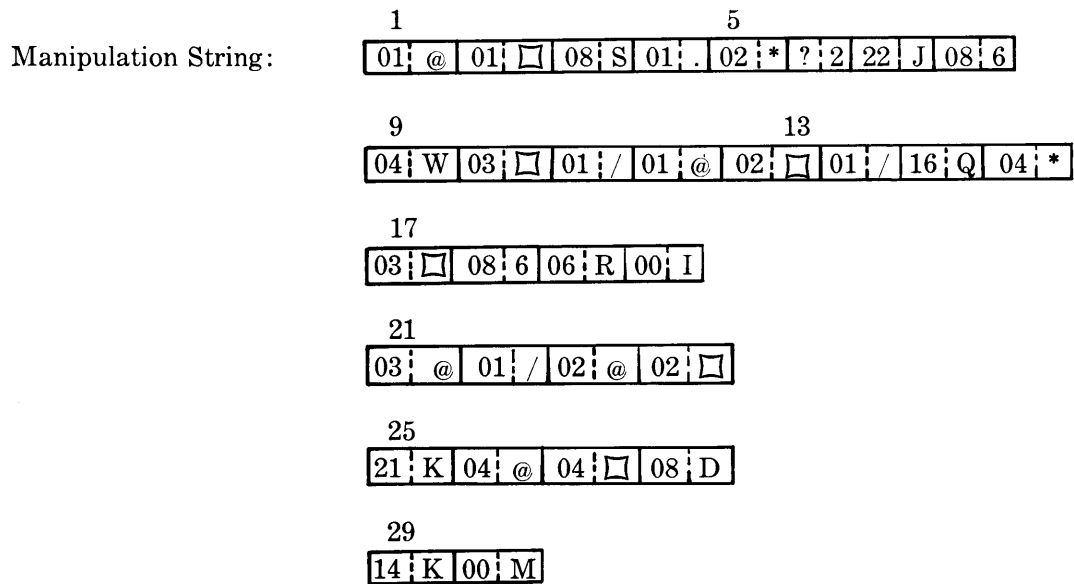 1 5
Manipulation String: 01 @ 01 ⌑ 08 S 01 . 02 * ? 2 22 J 08 6
9 13
04 W 03 ⌑ 01 / 01 @ 02 ⌑ 01 / 16 Q 04 *
17
03 ⌑ 08 6 06 R 00 I
21
03 @ 01 / 02 @ 02 ⌑
25
21 K 04 @ 04 ⌑ 08 D
29
14 K 00 M